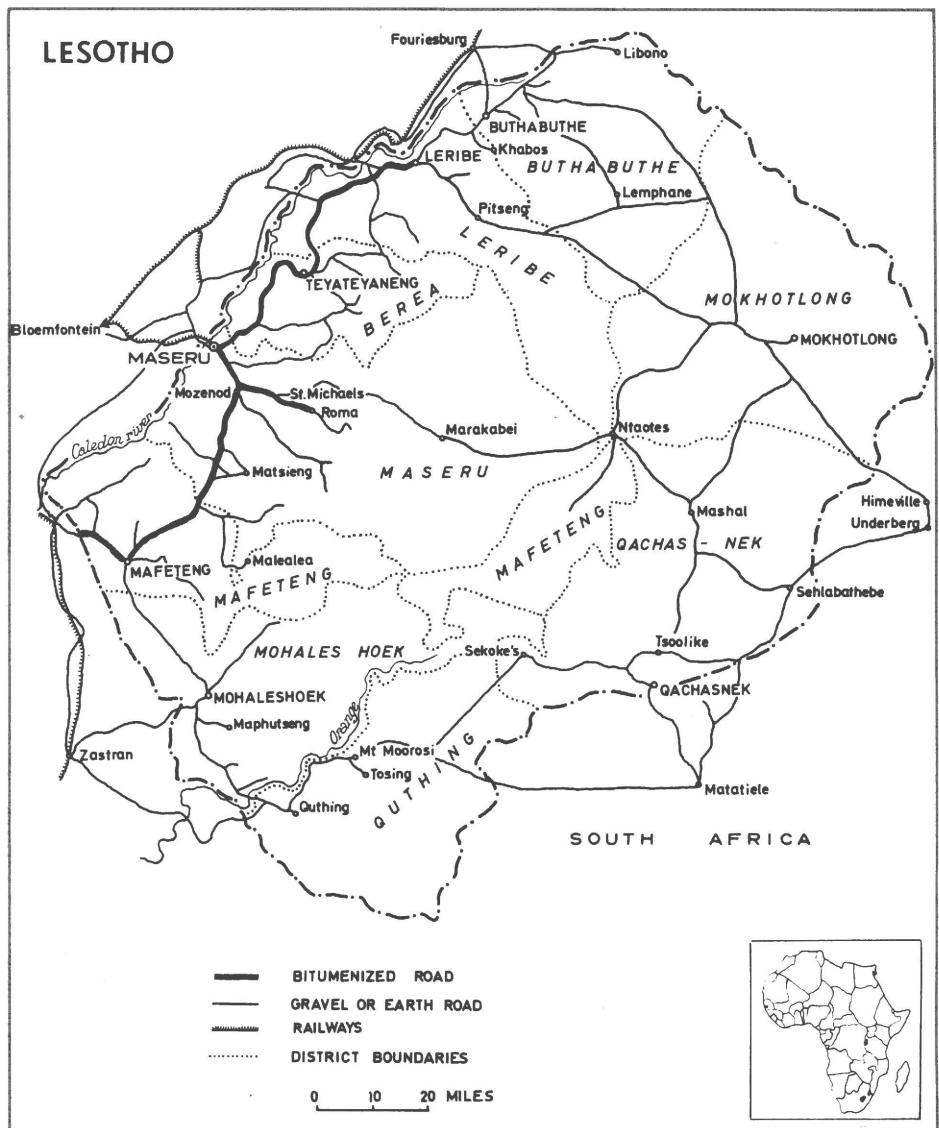 LESOTHO
Fouriesburg
Libono
BUTHABUTHE
Khabos
LERIBE
BUTHA BUTHE
Lemphane
Pitseng
LERIBE
TEYATEYANENG
BEREA
MOKHOTLONG
Bloemfontein
MOKHOTLONG
MASERU
Mozenod
St.Michaels
Roma
Caledon river
Marakabei
Ntaotes
Matsieng
MASERU
Himeville
Mashal
Underberg
MAFETENG
QACHAS - NEK
Malealea
MAFETENG
MAFETENG
Sehlabathebe
MOHALES HOEK
Sekoke's
Tsoolike
QACHASNEK
MOHALESHOEK
Maphutseng
Orange
Zastran
Mt Moorosi
Tosing
QUTHING
Matatiele
Quthing
SOUTH AFRICA
BITUMENIZED ROAD
GRAVEL OR EARTH ROAD
RAILWAYS
DISTRICT BOUNDARIES
0 10 20 MILES